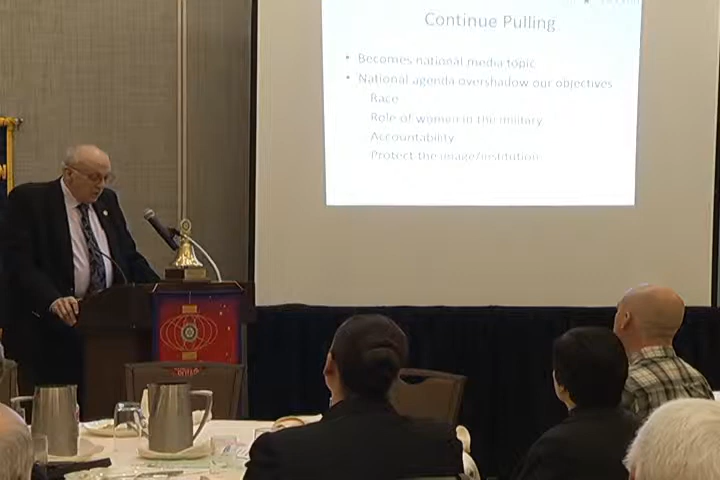 Continue Pulling
• Becomes national media topic
• National agenda overshadow our objectives
Race
Role of women in the military
Accountability
Protect the image/institution